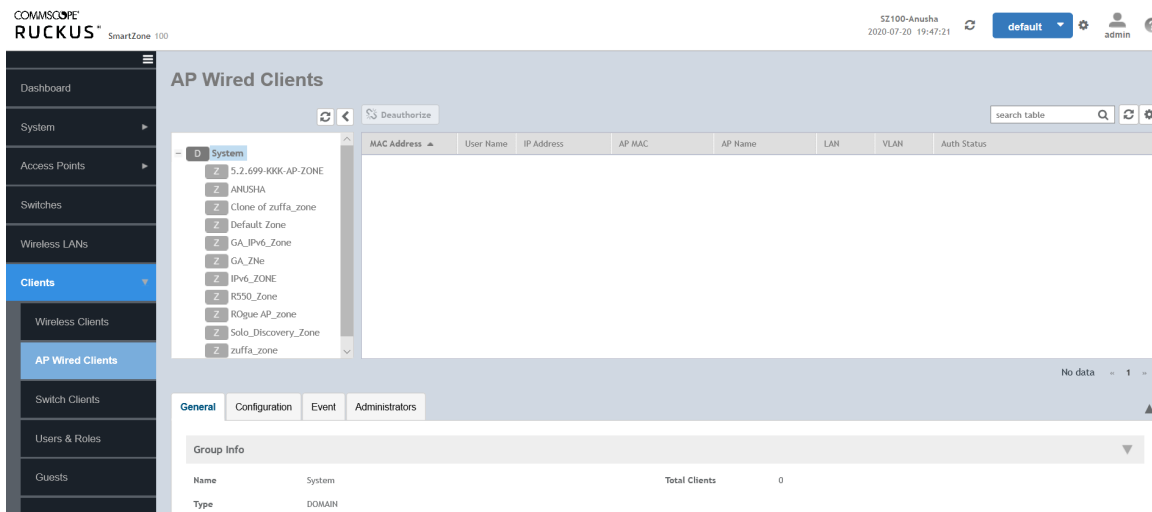 COMMSCOPE®
RUCKUS® SmartZone 100
SZ100-Anusha
2020-07-20 19:47:21
default
admin
Dashboard
System
Access Points
Switches
Wireless LANs
Clients
Wireless Clients
AP Wired Clients
Switch Clients
Users & Roles
Guests
AP Wired Clients
Deauthorize
search table
D System
Z 5.2.699-KKK-AP-ZONE
Z ANUSHA
Z Clone of zuffa_zone
Z Default Zone
Z GA_IPv6_Zone
Z GA_ZNe
Z IPv6_ZONE
Z R550_Zone
Z ROgue AP_zone
Z Solo_Discovery_Zone
Z zuffa_zone
MAC Address User Name IP Address AP MAC AP Name LAN VLAN Auth Status
No data « 1 »
General Configuration Event Administrators
Group Info
Name System Total Clients 0
Type DOMAIN